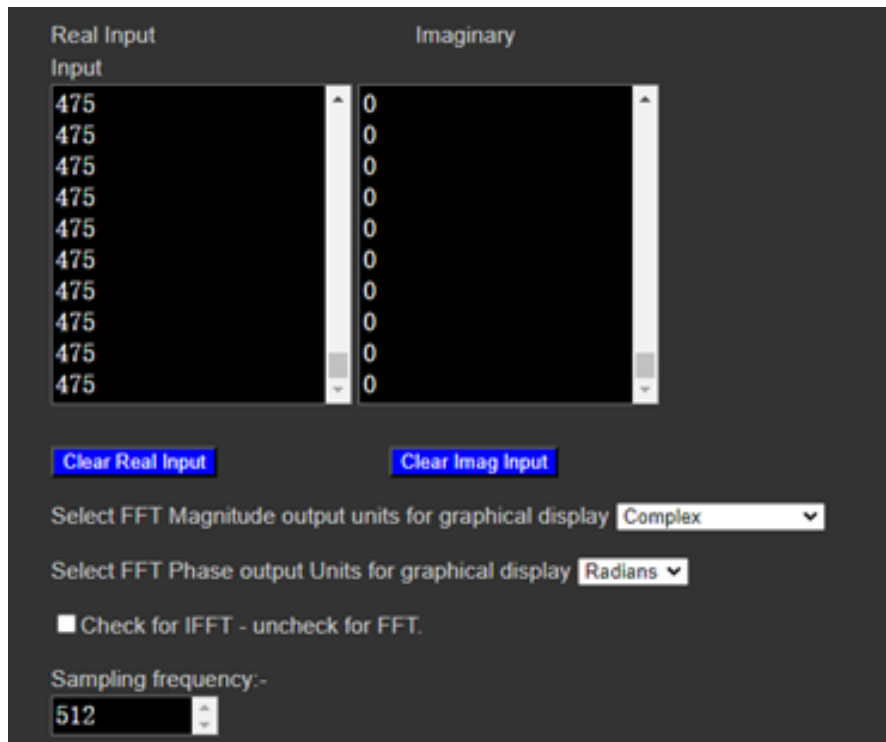 Real Input Imaginary
Input
475 0
475 0
475 0
475 0
475 0
475 0
475 0
475 0
475 0
475 0
Clear Real Input Clear Imag Input
Select FFT Magnitude output units for graphical display Complex
Select FFT Phase output Units for graphical display Radians
Check for IFFT - uncheck for FFT.
Sampling frequency:-
512